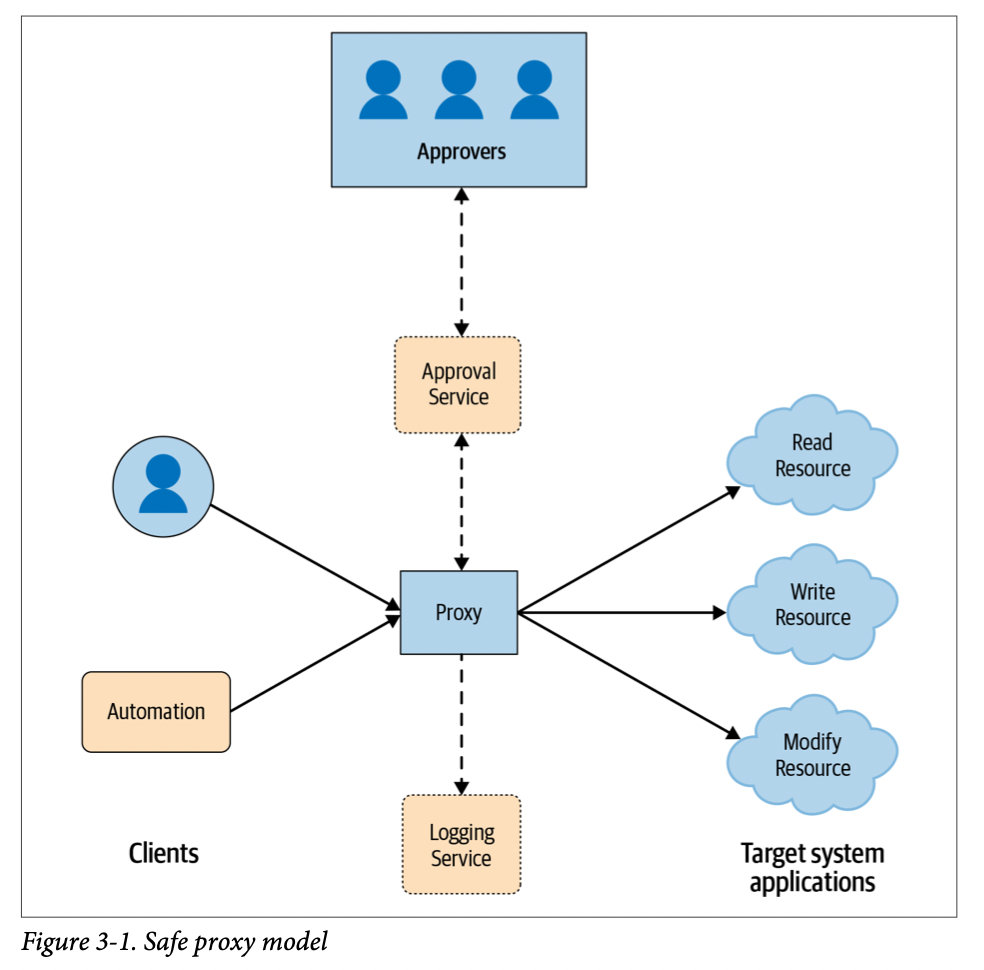 Approvers
Approval
Service
Read
Resource
Proxy
Write
Resource
Automation
Modify
Resource
Logging
Service
Clients
Target system
applications
Figure 3-1. Safe proxy model